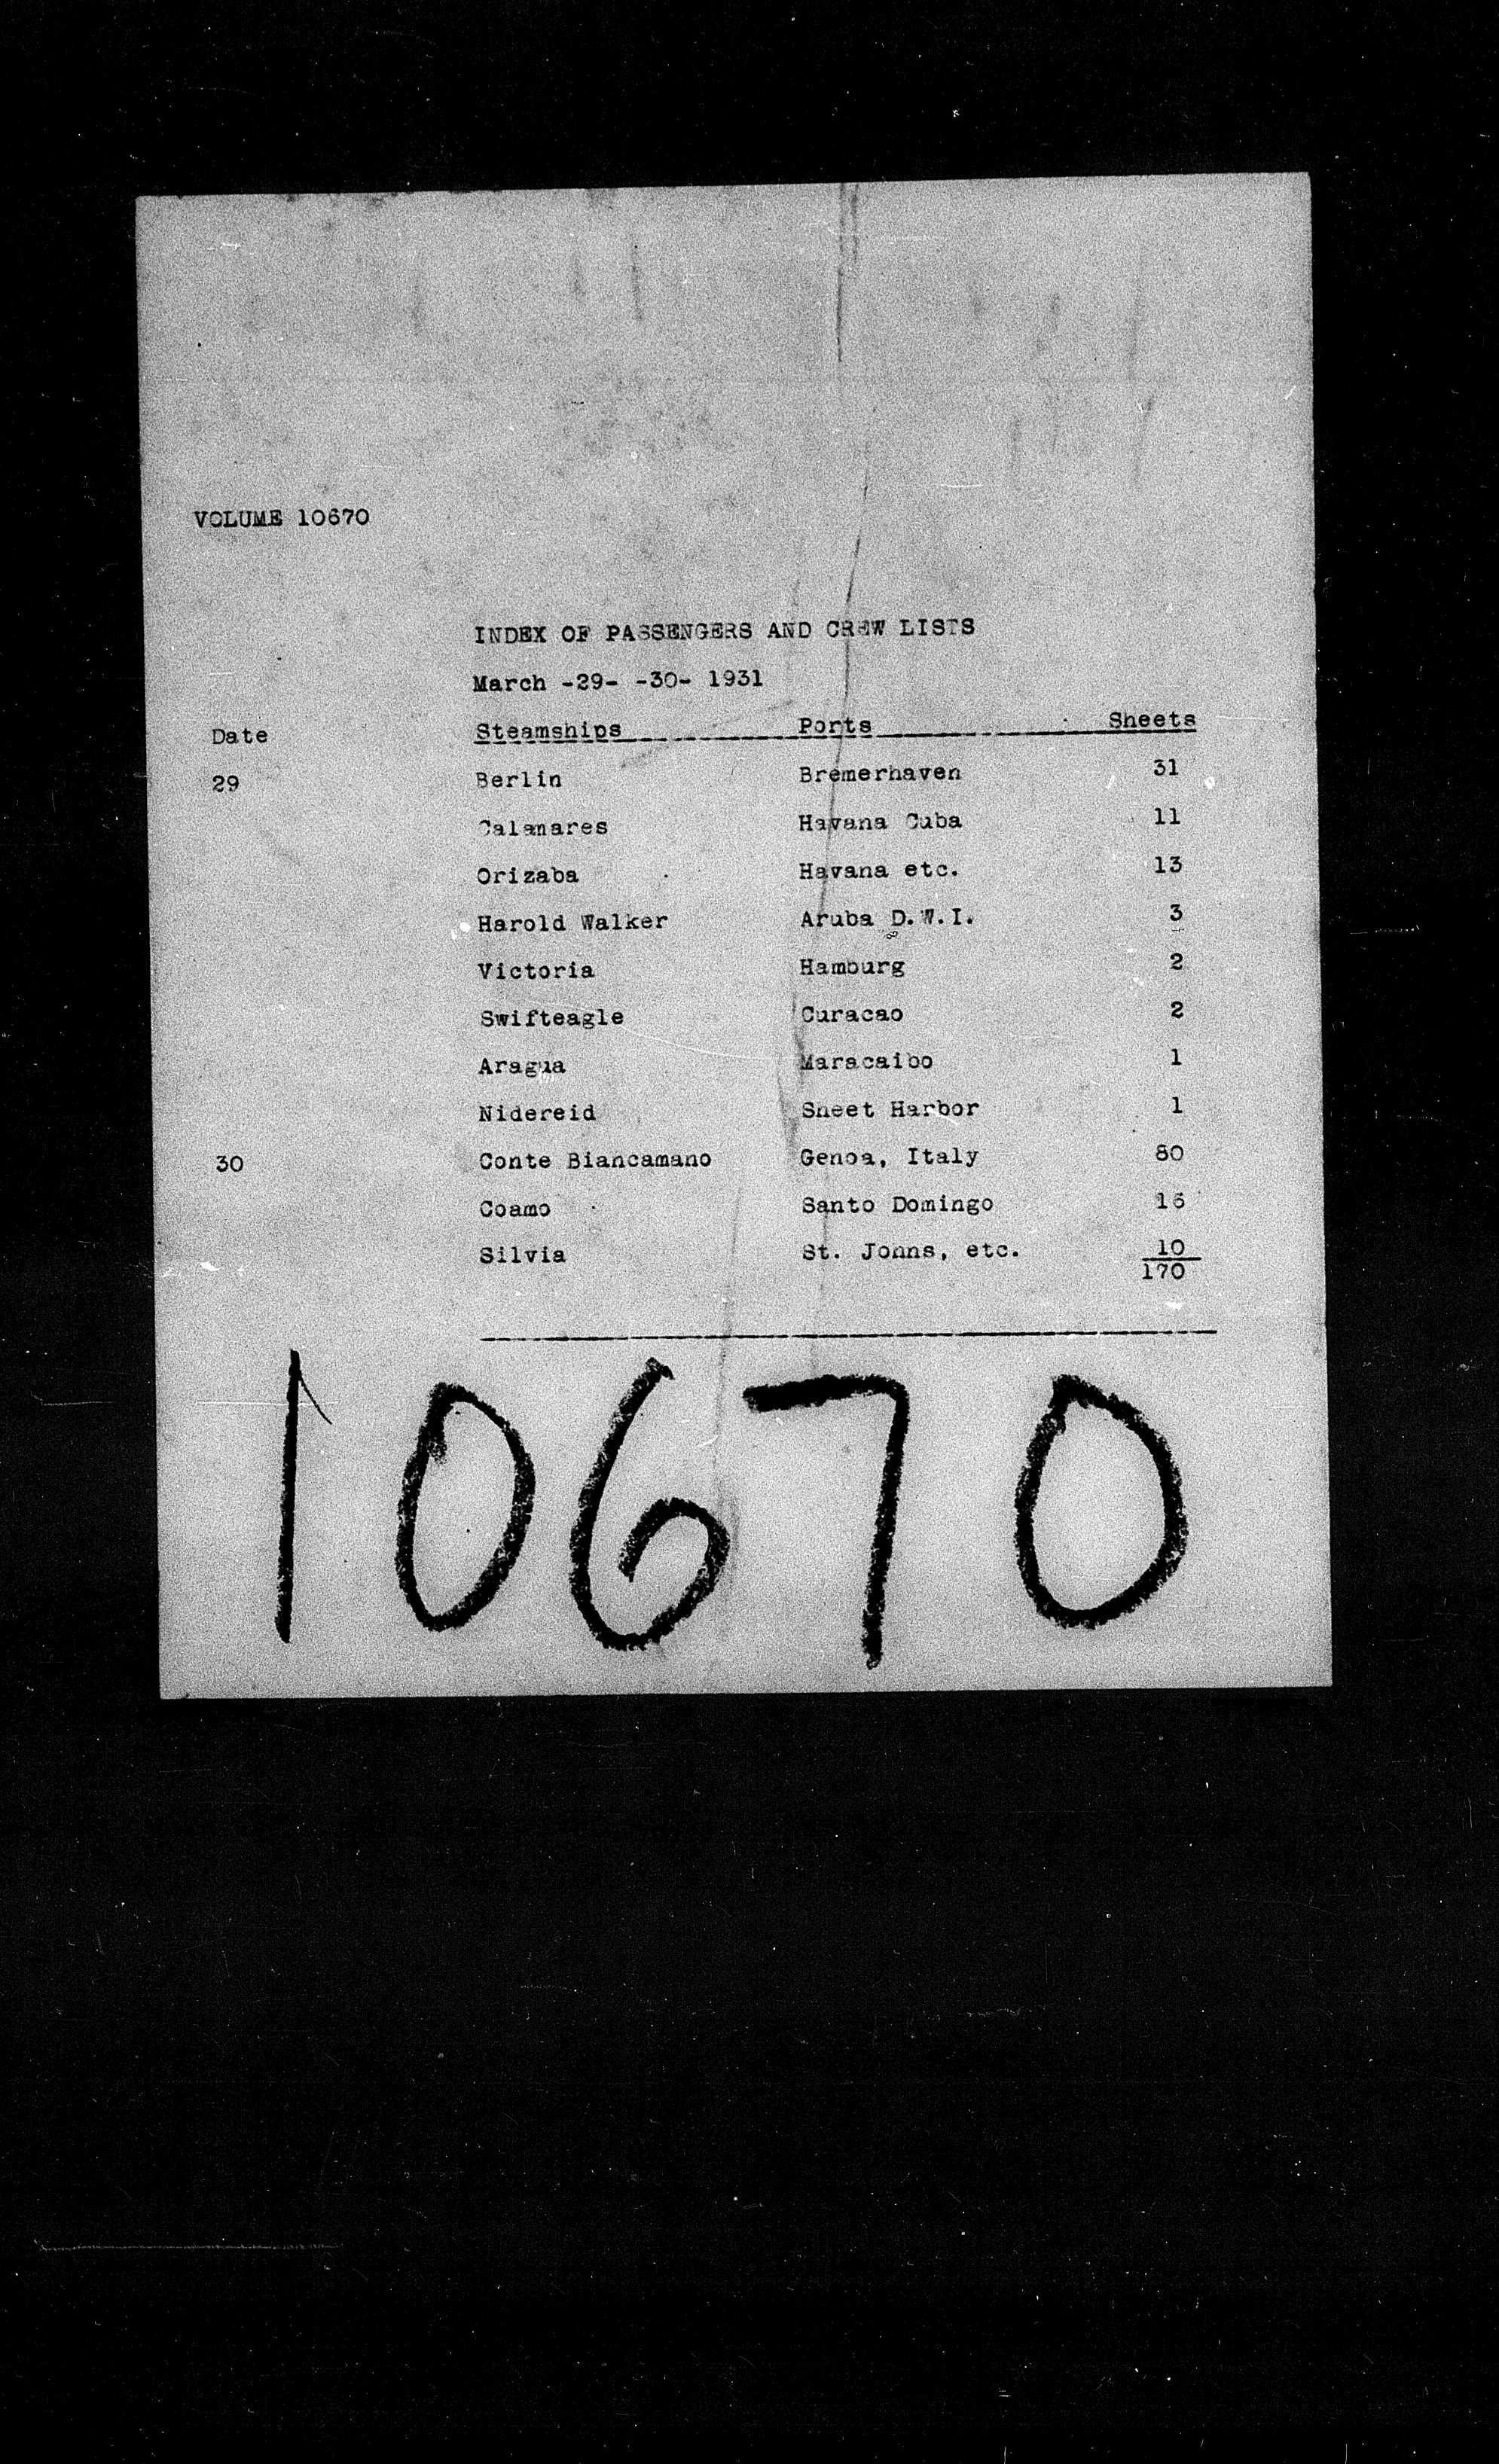 VOLUME 10670
INDEX OF PASSENGERS AND CREW LISTS
March -29- -30- 1931
Date Steamships Ports Sheets
29 Berlin Bremerhaven 31
Calamares Havana Cuba 11
Orizaba Havana etc. 13
Harold Walker Aruba D.W.I. 3
Victoria Hamburg 2
Swifteagle Curacao 2
Aragua Maracaibo 1
Nidereid Sheet Harbor 1
30 Conte Biancamano Genoa, Italy 80
Coamo Santo Domingo 16
Silvia St. Johns, etc. 10
170
10670